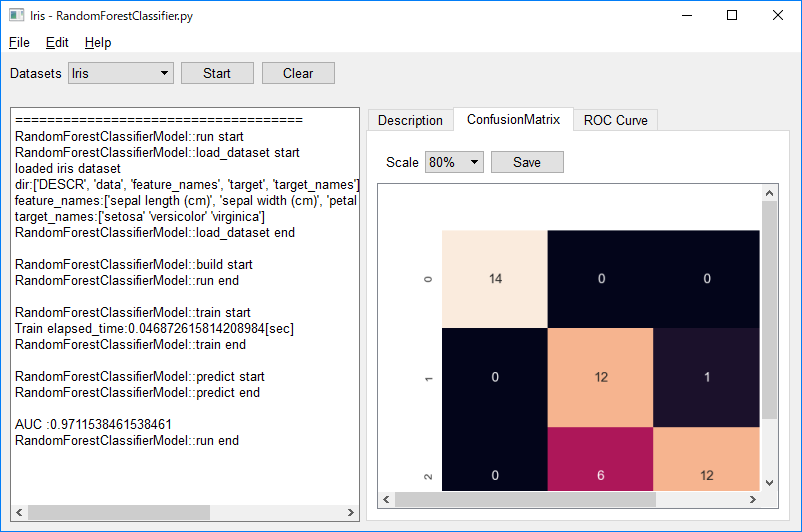 Iris - RandomForestClassifier.py
File Edit Help
Datasets Iris Start Clear
====================================
RandomForestClassifierModel::run start
RandomForestClassifierModel::load_dataset start
loaded iris dataset
dir:['DESCR', 'data', 'feature_names', 'target', 'target_names']
feature_names:['sepal length (cm)', 'sepal width (cm)', 'petal
target_names:['setosa' 'versicolor' 'virginica']
RandomForestClassifierModel::load_dataset end
RandomForestClassifierModel::build start
RandomForestClassifierModel::run end
RandomForestClassifierModel::train start
Train elapsed_time:0.046872615814208984[sec]
RandomForestClassifierModel::train end
RandomForestClassifierModel::predict start
RandomForestClassifierModel::predict end
AUC :0.9711538461538461
RandomForestClassifierModel::run end
Description ConfusionMatrix ROC Curve
Scale 80% Save
0 14 0 0
1 0 12 1
2 0 6 12